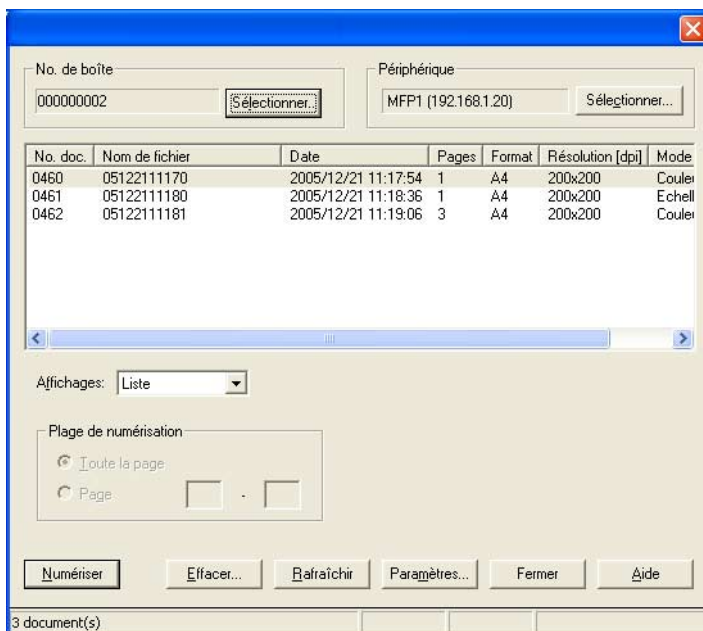 No. de boîte
Périphérique
000000002
Sélectionner..
MFP1 (192.168.1.20)
Sélectionner...
No. doc. Nom de fichier Date Pages Format Résolution [dpi] Mode
0460 05122111170 2005/12/21 11:17:54 1 A4 200x200 Couleu
0461 05122111180 2005/12/21 11:18:36 1 A4 200x200 Echell
0462 05122111181 2005/12/21 11:19:06 3 A4 200x200 Couleu
Affichages: Liste
Plage de numérisation
Toute la page
Page -
Numériser Effacer... Rafraîchir Paramètres... Fermer Aide
3 document(s)